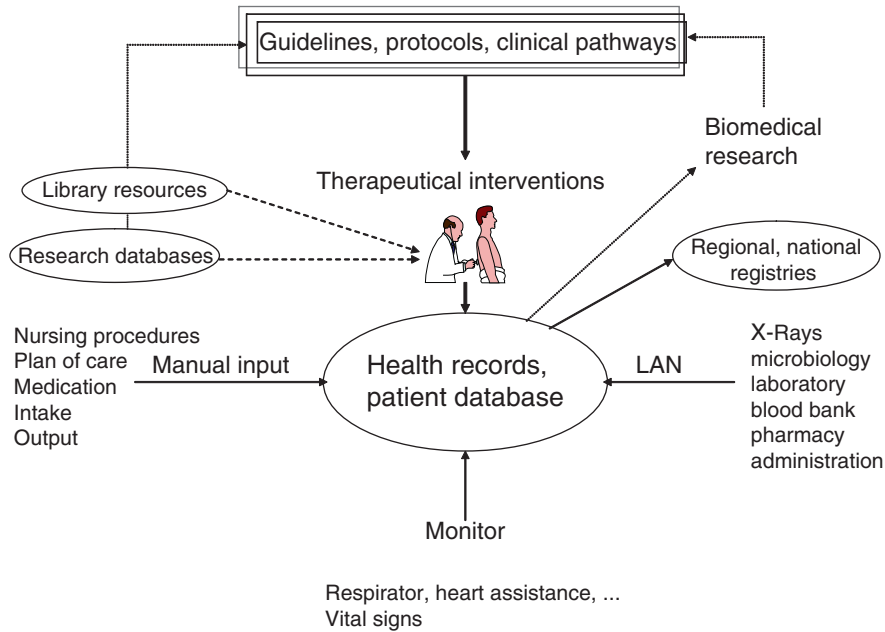 Guidelines, protocols, clinical pathways
Biomedical
research
Therapeutical interventions
Library resources
Research databases
Regional, national
registries
Nursing procedures
Plan of care
Medication
Intake
Output
Manual input
Health records,
patient database
LAN
X-Rays
microbiology
laboratory
blood bank
pharmacy
administration
Monitor
Respirator, heart assistance, ...
Vital signs